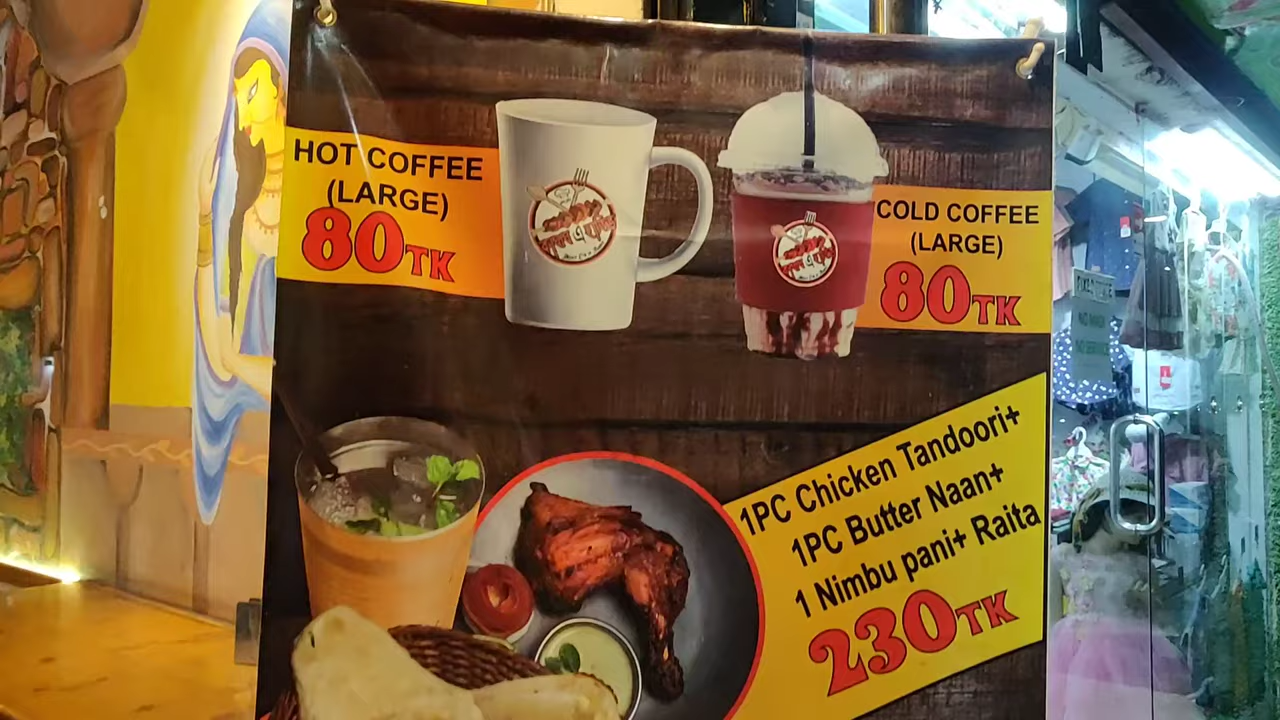 HOT COFFEE
(LARGE)
80TK
COLD COFFEE
(LARGE)
80TK
1PC Chicken Tandoori+
1PC Butter Naan+
1 Nimbu pani+ Raita
230TK